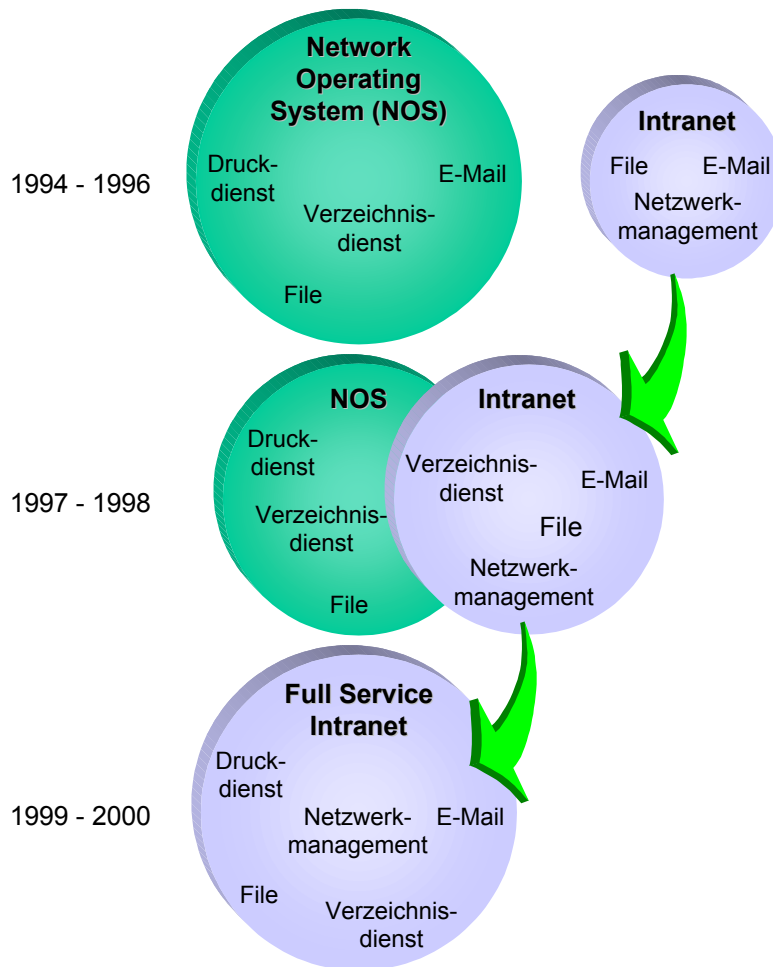 Network
Operating
System (NOS)
1994 - 1996
Druck-
dienst
E-Mail
Verzeichnis-
dienst
File
Intranet
File E-Mail
Netzwerk-
management
1997 - 1998
NOS
Druck-
dienst
Verzeichnis-
dienst
File
Intranet
Verzeichnis-
dienst
E-Mail
File
Netzwerk-
management
1999 - 2000
Full Service
Intranet
Druck-
dienst
Netzwerk-
management
E-Mail
File
Verzeichnis-
dienst